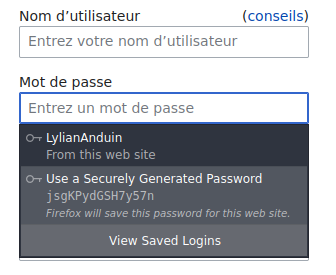 Nom d’utilisateur (conseils)
Entrez votre nom d’utilisateur
Mot de passe
Entrez un mot de passe
LylianAnduin
From this web site
Use a Securely Generated Password
jsgKPydGSH7y57n
Firefox will save this password for this web site.
View Saved Logins